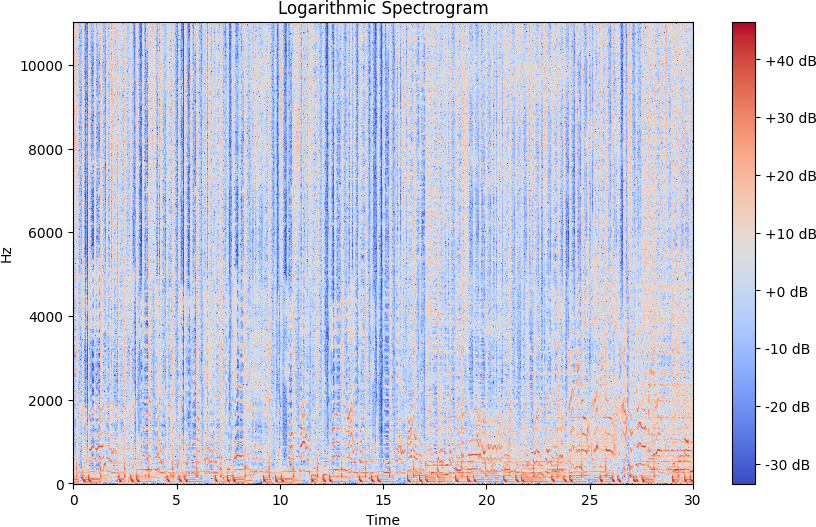 Logarithmic Spectrogram
Hz
10000
8000
6000
4000
2000
0
0 5 10 15 20 25 30
Time
+40 dB
+30 dB
+20 dB
+10 dB
+0 dB
-10 dB
-20 dB
-30 dB